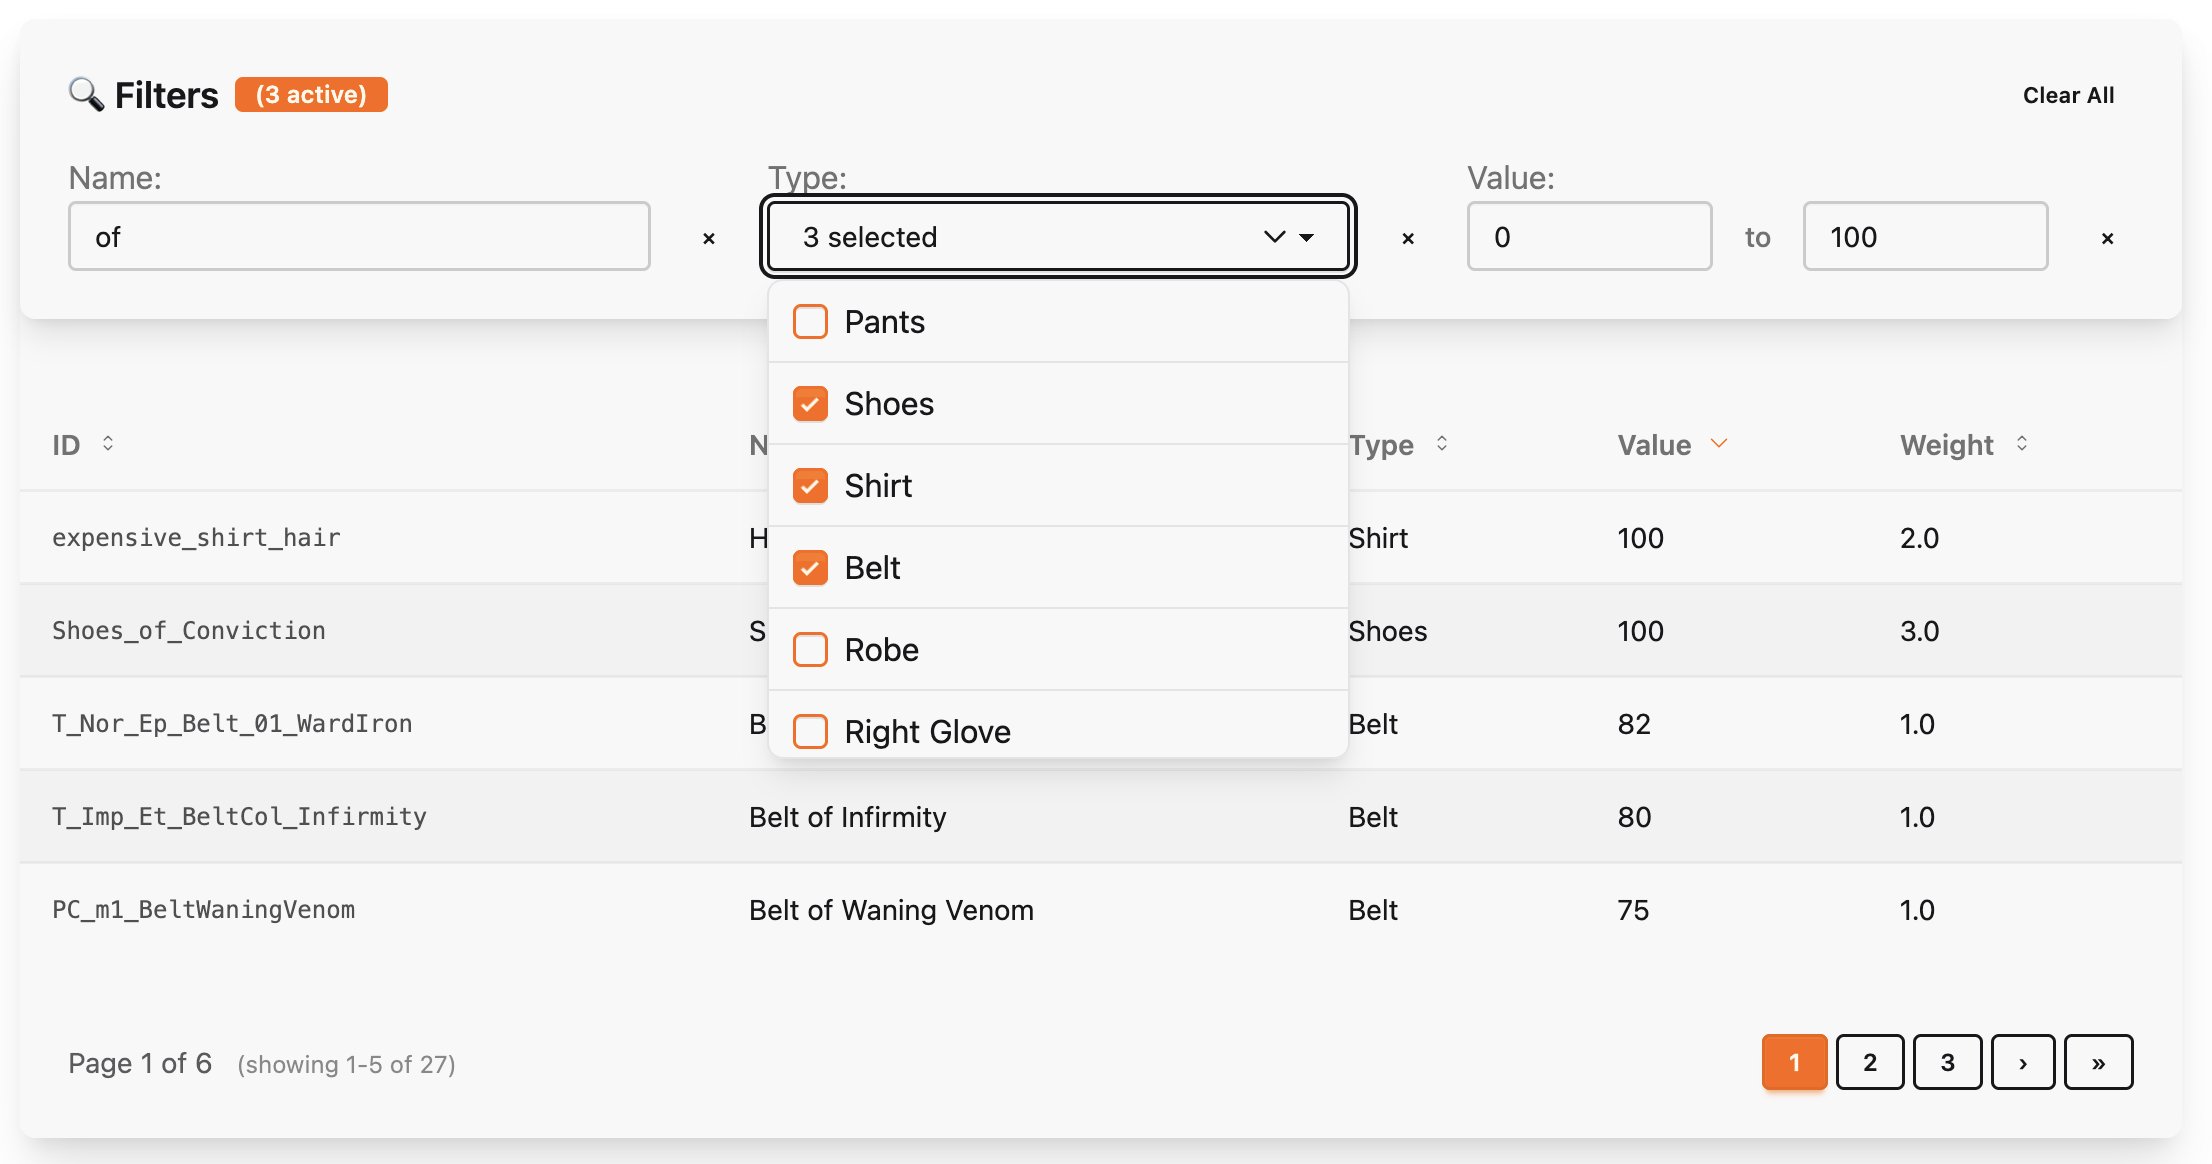 🔍 Filters (3 active) Clear All
Name: Type: Value:
of × 3 selected × 0 to 100 ×
Pants
Shoes
Shirt
Belt
Robe
Right Glove
ID Type Value Weight
expensive_shirt_hair Shirt 100 2.0
Shoes_of_Conviction Shoes 100 3.0
T_Nor_Ep_Belt_01_WardIron Belt 82 1.0
T_Imp_Et_BeltCol_Infirmity Belt of Infirmity Belt 80 1.0
PC_m1_BeltWaningVenom Belt of Waning Venom Belt 75 1.0
Page 1 of 6 (showing 1-5 of 27) 1 2 3 › »